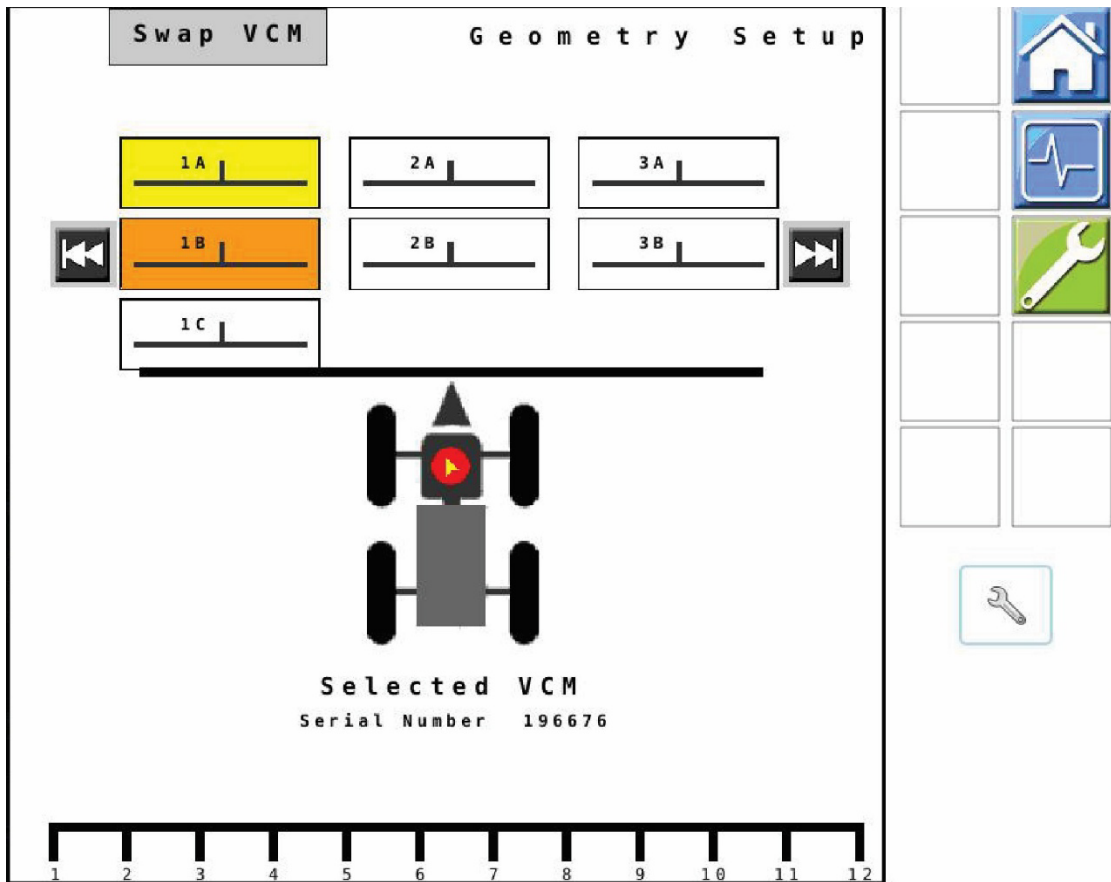 Swap VCM Geometry Setup
1A 2A 3A
1B 2B 3B
1C
Selected VCM
Serial Number 196676
1 2 3 4 5 6 7 8 9 10 11 12